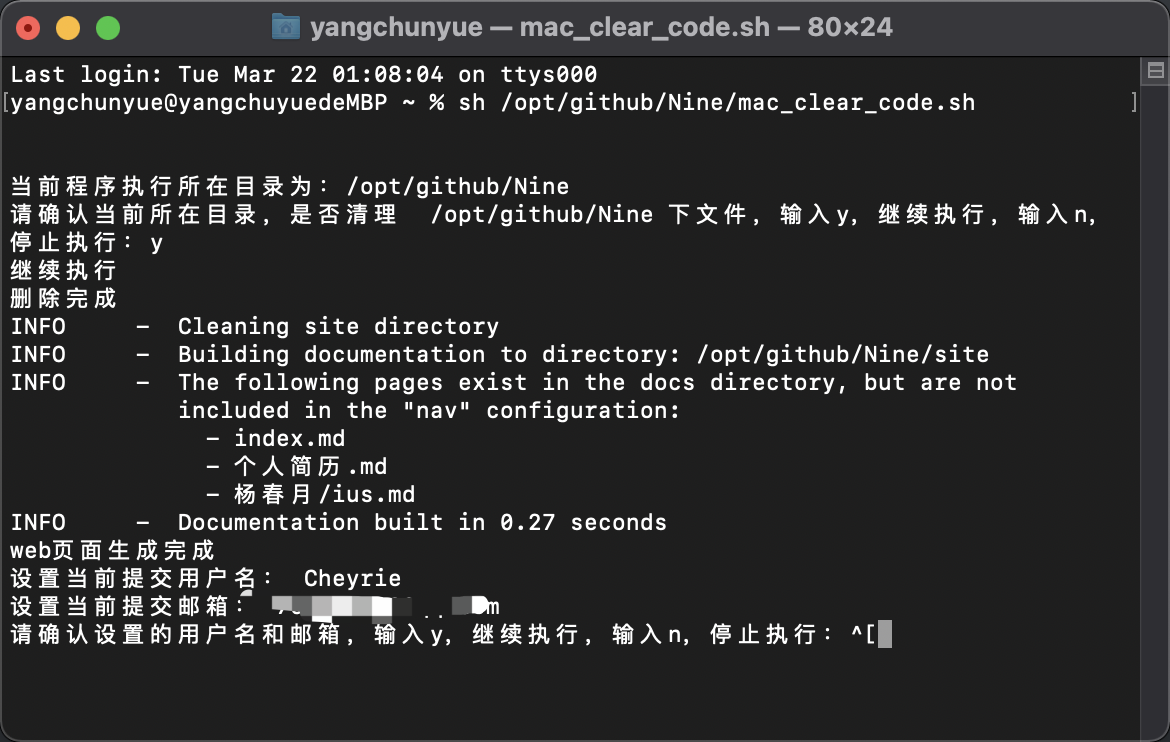 yangchunyue — mac_clear_code.sh — 80×24
Last login: Tue Mar 22 01:08:04 on ttys000
[yangchunyue@yangchuyuedeMBP ~ % sh /opt/github/Nine/mac_clear_code.sh ]
当前程序执行所在目录为：/opt/github/Nine
请确认当前所在目录，是否清理  /opt/github/Nine 下文件，输入y，继续执行，输入n，
停止执行：y
继续执行
删除完成
INFO     -  Cleaning site directory
INFO     -  Building documentation to directory: /opt/github/Nine/site
INFO     -  The following pages exist in the docs directory, but are not
included in the "nav" configuration:
- index.md
- 个人简历.md
- 杨春月/ius.md
INFO     -  Documentation built in 0.27 seconds
web页面生成完成
设置当前提交用户名：  Cheyrie
设置当前提交邮箱：
请确认设置的用户名和邮箱，输入y，继续执行，输入n，停止执行：^[